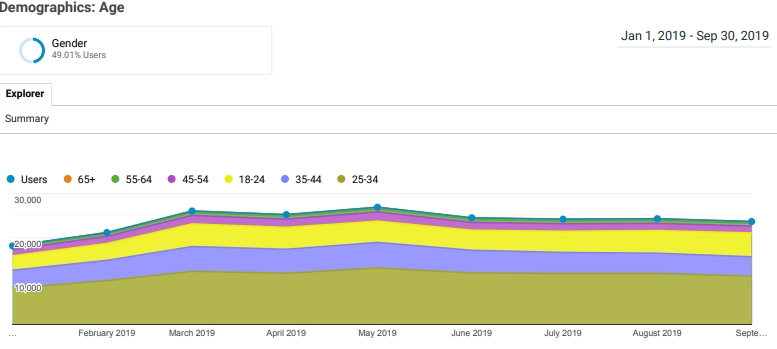 Demographics: Age
Gender
49.01% Users
Jan 1, 2019 - Sep 30, 2019
Explorer
Summary
Users 65+ 55-64 45-54 18-24 35-44 25-34
30,000
20,000
10,000
... February 2019 March 2019 April 2019 May 2019 June 2019 July 2019 August 2019 Septe...